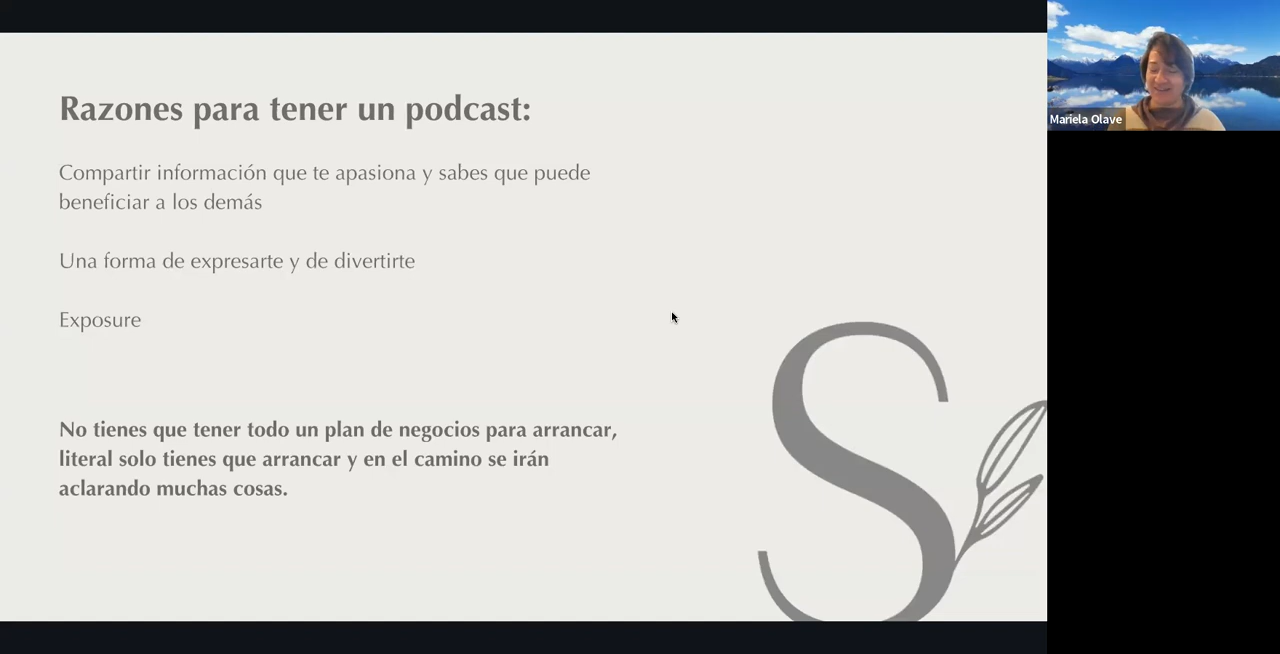 Razones para tener un podcast:
Compartir información que te apasiona y sabes que puede
beneficiar a los demás
Una forma de expresarte y de divertirte
Exposure
No tienes que tener todo un plan de negocios para arrancar,
literal solo tienes que arrancar y en el camino se irán
aclarando muchas cosas.
S
Mariela Olave